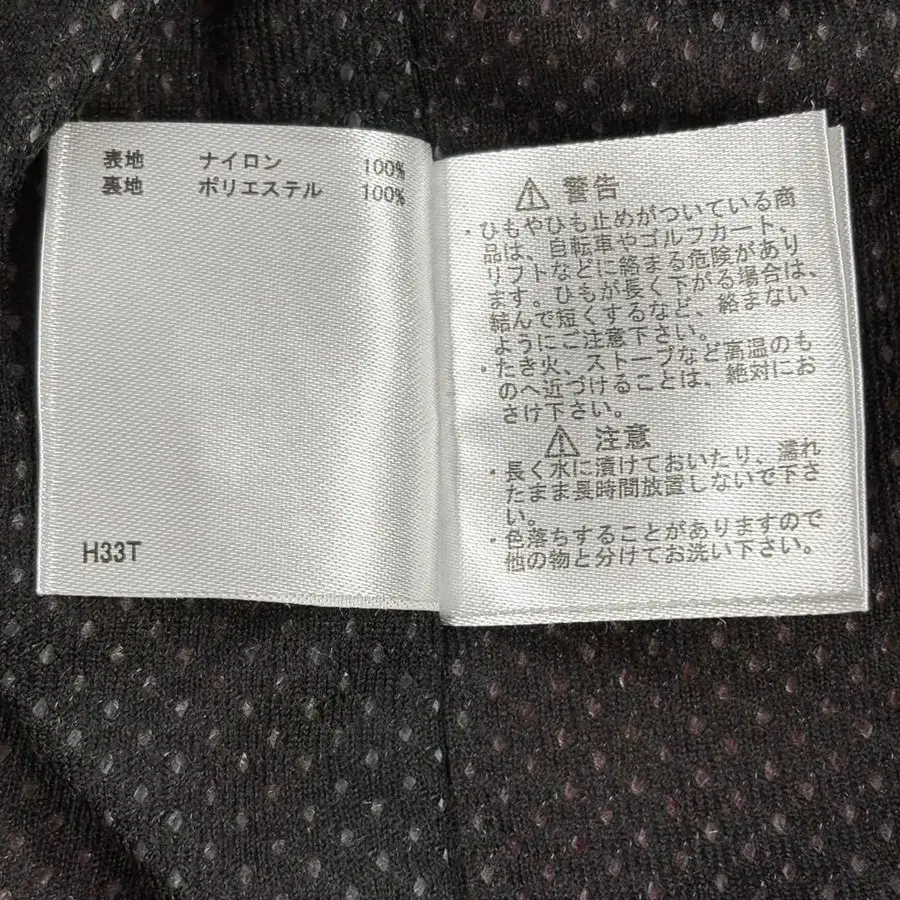 表地 ナイロン 100%
裏地 ポリエステル 100%
H33T
警告
・ひもやひも止めがついている商
品は、自転車やゴルフカート、
リフトなどに絡まる危険があり
ます。ひもが長く下がる場合は、
結んで短くするなど、絡まない
ようにご注意下さい。
・たき火、ストーブなど高温のも
のへ近づけることは、絶対にお
さけ下さい。
注意
・長く水に漬けておいたり、濡れ
たまま長時間放置しないで下さ
い。
・色落ちすることがありますので
他の物と分けてお洗い下さい。